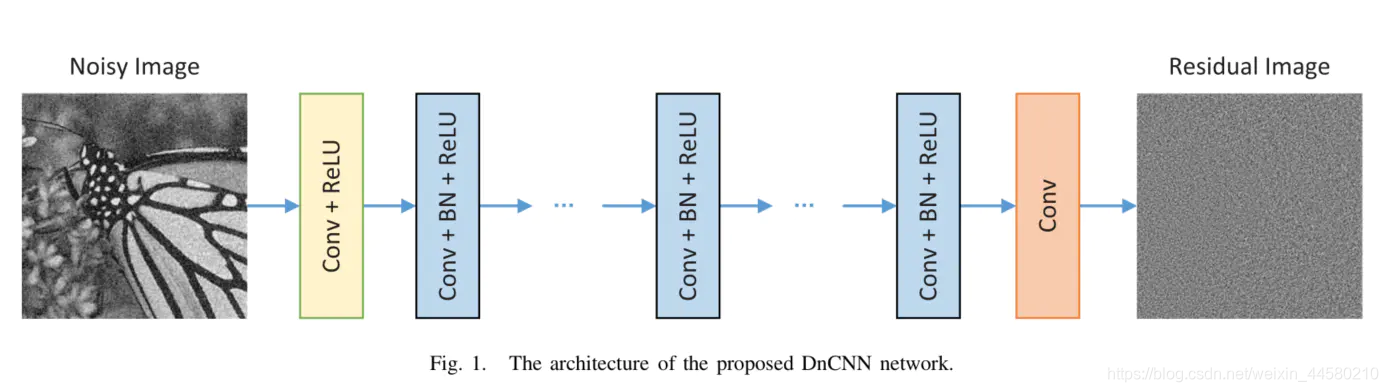 Noisy Image
Residual Image
Conv + ReLU
Conv + BN + ReLU
...
Conv + BN + ReLU
...
Conv + BN + ReLU
Conv
Fig. 1. The architecture of the proposed DnCNN network.
https://blog.csdn.net/weixin_44580210